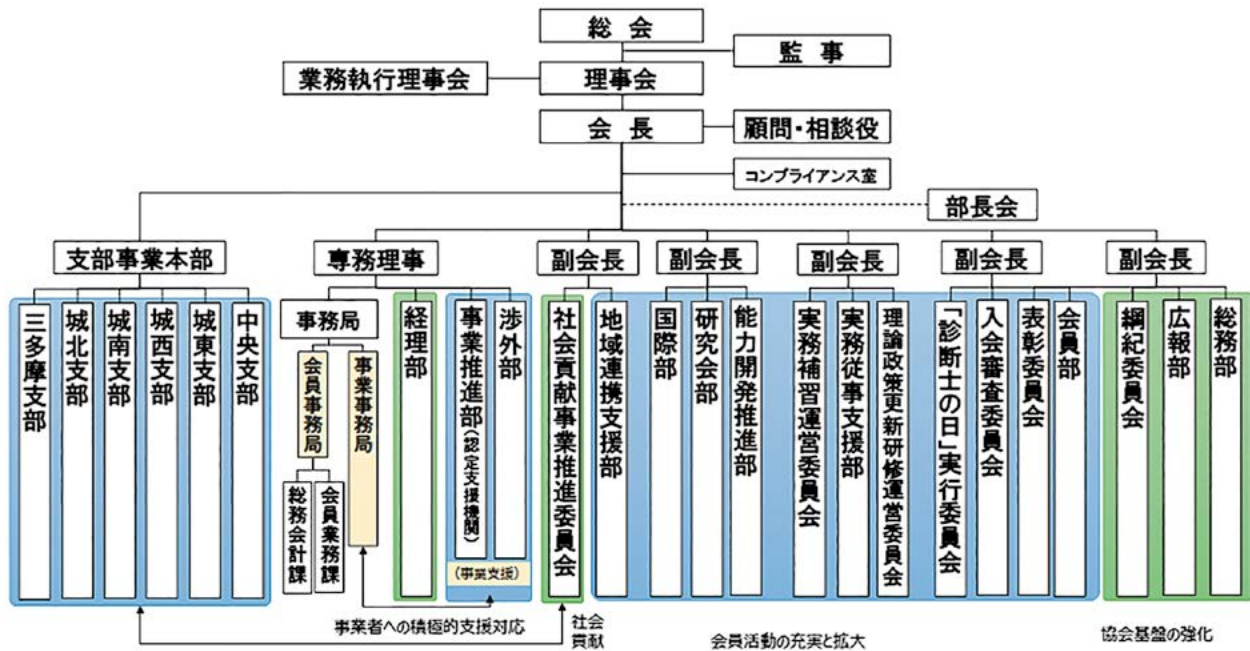 総会
監事
業務執行理事会
理事会
会長
顧問・相談役
コンプライアンス室
部長会
支部事業本部
専務理事
副会長
副会長
副会長
副会長
副会長
三多摩支部
城北支部
城南支部
城西支部
城東支部
中央支部
事務局
会員事務局
事業事務局
総務会計課
会員業務課
経理部
事業推進部(認定支援機関)
渉外部
(事業支援)
社会貢献事業推進委員会
地域連携支援部
国際部
研究会部
能力開発推進部
実務補習運営委員会
実務従事支援部
理論政策更新研修運営委員会
「診断士の日」実行委員会
入会審査委員会
表彰委員会
会員部
綱紀委員会
広報部
総務部
事業者への積極的支援対応
社会
貢献
会員活動の充実と拡大
協会基盤の強化